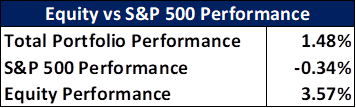 Equity vs S&P 500 Performance
Total Portfolio Performance 1.48%
S&P 500 Performance -0.34%
Equity Performance 3.57%